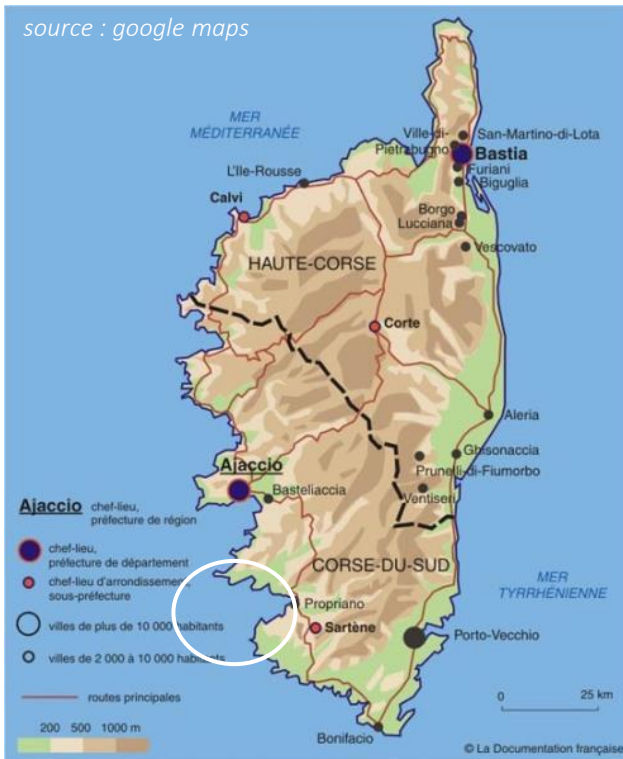 source : google maps
MER
MÉDITERRANÉE
Ville-di-
Pietrabugno
San-Martino-di-Lota
Bastia
Furiani
Biguglia
L'Ile-Rousse
Calvi
Borgo
Lucciana
Vescovato
HAUTE-CORSE
Corte
Aleria
Ghisonaccia
Prunelli-di-Fiumorbo
Ventiseri
Ajaccio
Basteliaccia
CORSE-DU-SUD
MER
TYRRHÉNIENNE
Propriano
Sartène
Porto-Vecchio
Bonifacio
Ajaccio chef-lieu,
préfecture de région
chef-lieu,
préfecture de département
chef-lieu d'arrondissement,
sous-préfecture
villes de plus de 10 000 habitants
villes de 2 000 à 10 000 habitants
routes principales
200 500 1000 m
0 25 km
© La Documentation française